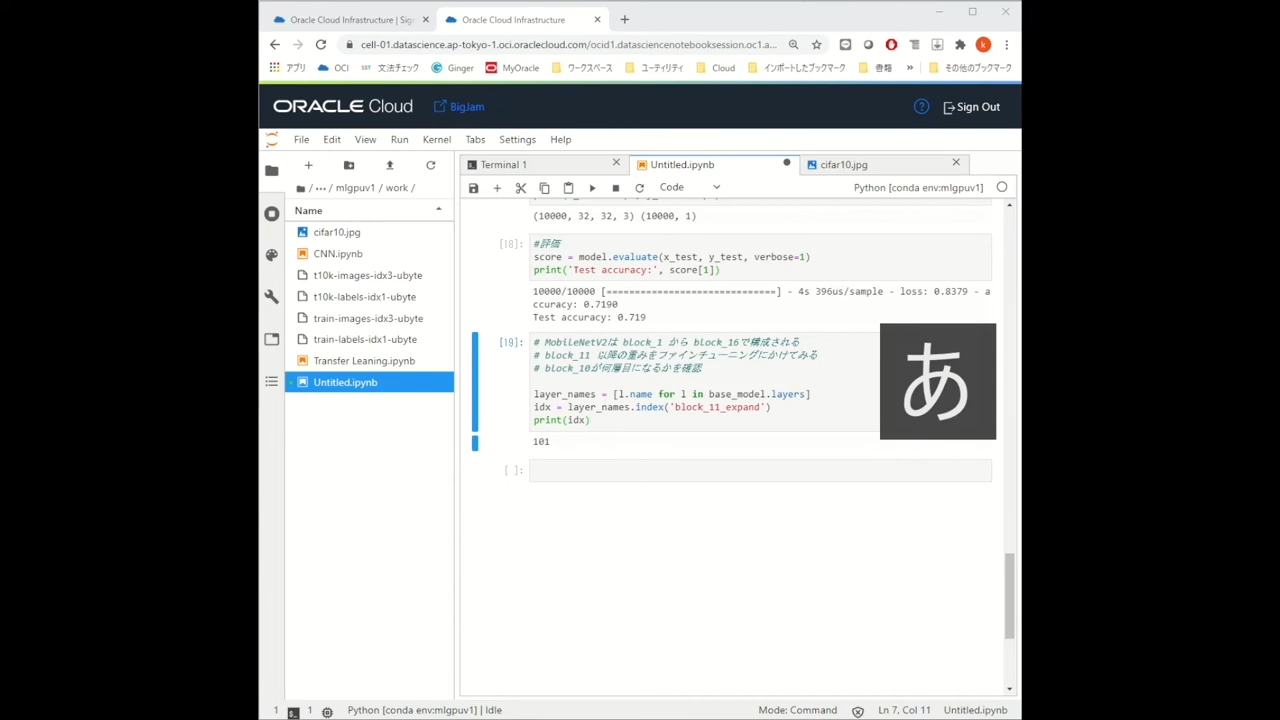 Oracle Cloud Infrastructure | Sig
Oracle Cloud Infrastructure
cell-01.datascience.ap-tokyo-1.oci.oraclecloud.com/ocid1.datasciencenotebooksession.oc1.a...
k
アプリ OCI SST 文法チェック Ginger MyOracle ワークスペース ユーティリティ Cloud インポートしたブックマーク 書籍 » その他のブックマーク
ORACLE Cloud BigJam Sign Out
File Edit View Run Kernel Tabs Settings Help
Terminal 1 Untitled.ipynb cifar10.jpg
Code Python [conda env:mlgpuv1]
/ ··· / mlgpuv1 / work /
Name
cifar10.jpg
CNN.ipynb
t10k-images-idx3-ubyte
t10k-labels-idx1-ubyte
train-images-idx3-ubyte
train-labels-idx1-ubyte
Transfer Leaning.ipynb
Untitled.ipynb
(10000, 32, 32, 3) (10000, 1)
[18]: #評価
score = model.evaluate(x_test, y_test, verbose=1)
print('Test accuracy:', score[1])
10000/10000 [==============================] - 4s 396us/sample - loss: 0.8379 - a
ccuracy: 0.7190
Test accuracy: 0.719
[19]: # MobileNetV2は block_1 から block_16で構成される
# block_11 以降の重みをファインチューニングにかけてみる
# block_10が何層目になるかを確認
layer_names = [l.name for l in base_model.layers]
idx = layer_names.index('block_11_expand')
print(idx)
101
[ ]:
あ
1 1 Python [conda env:mlgpuv1] | Idle Mode: Command Ln 7, Col 11 Untitled.ipynb